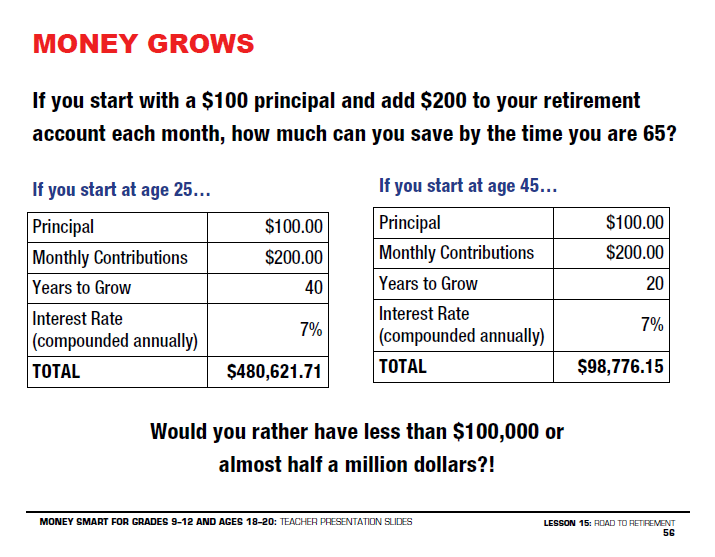 MONEY GROWS
If you start with a $100 principal and add $200 to your retirement
account each month, how much can you save by the time you are 65?
If you start at age 25...
Principal $100.00
Monthly Contributions $200.00
Years to Grow 40
Interest Rate
(compounded annually) 7%
TOTAL $480,621.71
If you start at age 45...
Principal $100.00
Monthly Contributions $200.00
Years to Grow 20
Interest Rate
(compounded annually) 7%
TOTAL $98,776.15
Would you rather have less than $100,000 or
almost half a million dollars?!
MONEY SMART FOR GRADES 9–12 AND AGES 18–20: TEACHER PRESENTATION SLIDES
LESSON 15: ROAD TO RETIREMENT
56